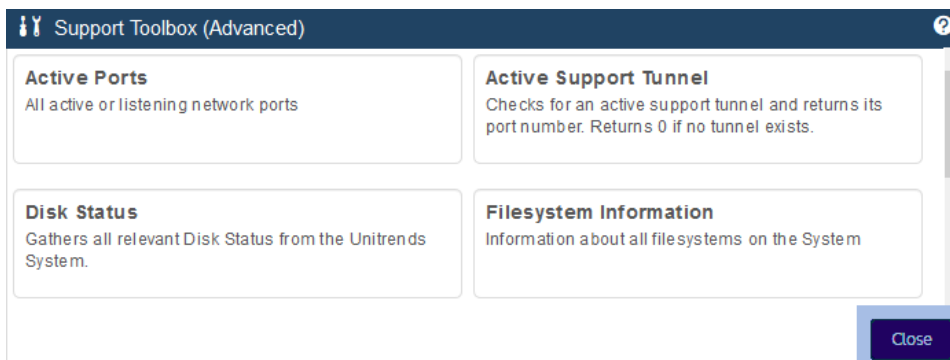 Support Toolbox (Advanced)
?
Active Ports
All active or listening network ports
Active Support Tunnel
Checks for an active support tunnel and returns its
port number. Returns 0 if no tunnel exists.
Disk Status
Gathers all relevant Disk Status from the Unitrends
System.
Filesystem Information
Information about all filesystems on the System
Close